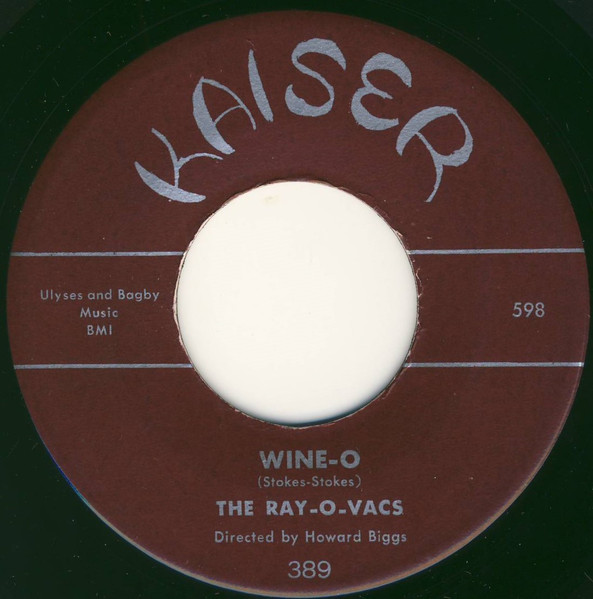 KAISER
Ulyses and Bagby
Music
BMI
598
WINE-O
(Stokes-Stokes)
THE RAY-O-VACS
Directed by Howard Biggs
389